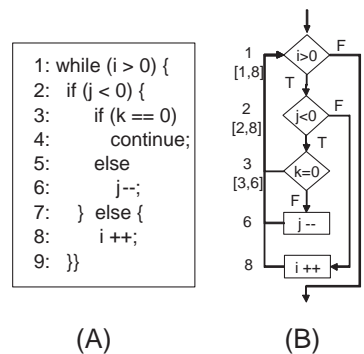 1: while (i > 0) {
2: if (j < 0) {
3: if (k == 0)
4: continue;
5: else
6: j--;
7: } else {
8: i ++;
9: }}
(A)
1
[1,8]
i>0
F
T
2
[2,8]
j<0
F
T
3
[3,6]
k=0
F
6
j --
8
i ++
(B)